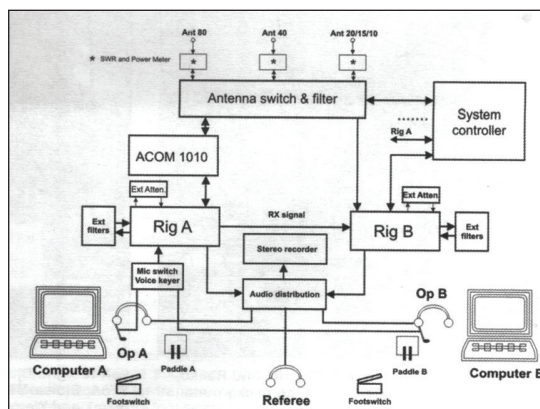 Ant 80
Ant 40
Ant 20/15/10
* SWR and Power Meter
*
*
*
Antenna switch & filter
System
controller
Rig A
ACOM 1010
Ext Atten.
Ext Atten.
Ext
filters
Rig A
RX signal
Rig B
Ext
filters
Stereo recorder
Mic switch
Voice keyer
Audio distribution
Op A
Op B
Computer A
Paddle A
Paddle B
Computer B
Footswitch
Referee
Footswitch